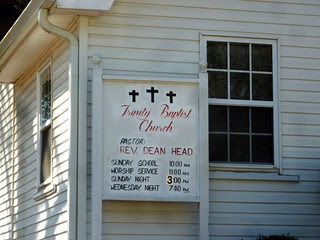 Trinity Baptist
Church
PASTOR:
REV. DEAN HEAD
SUNDAY SCHOOL 10:00 AM
WORSHIP SERVICE 11:00 AM
SUNDAY NIGHT 3:00 PM
WEDNESDAY NIGHT 7:00 PM